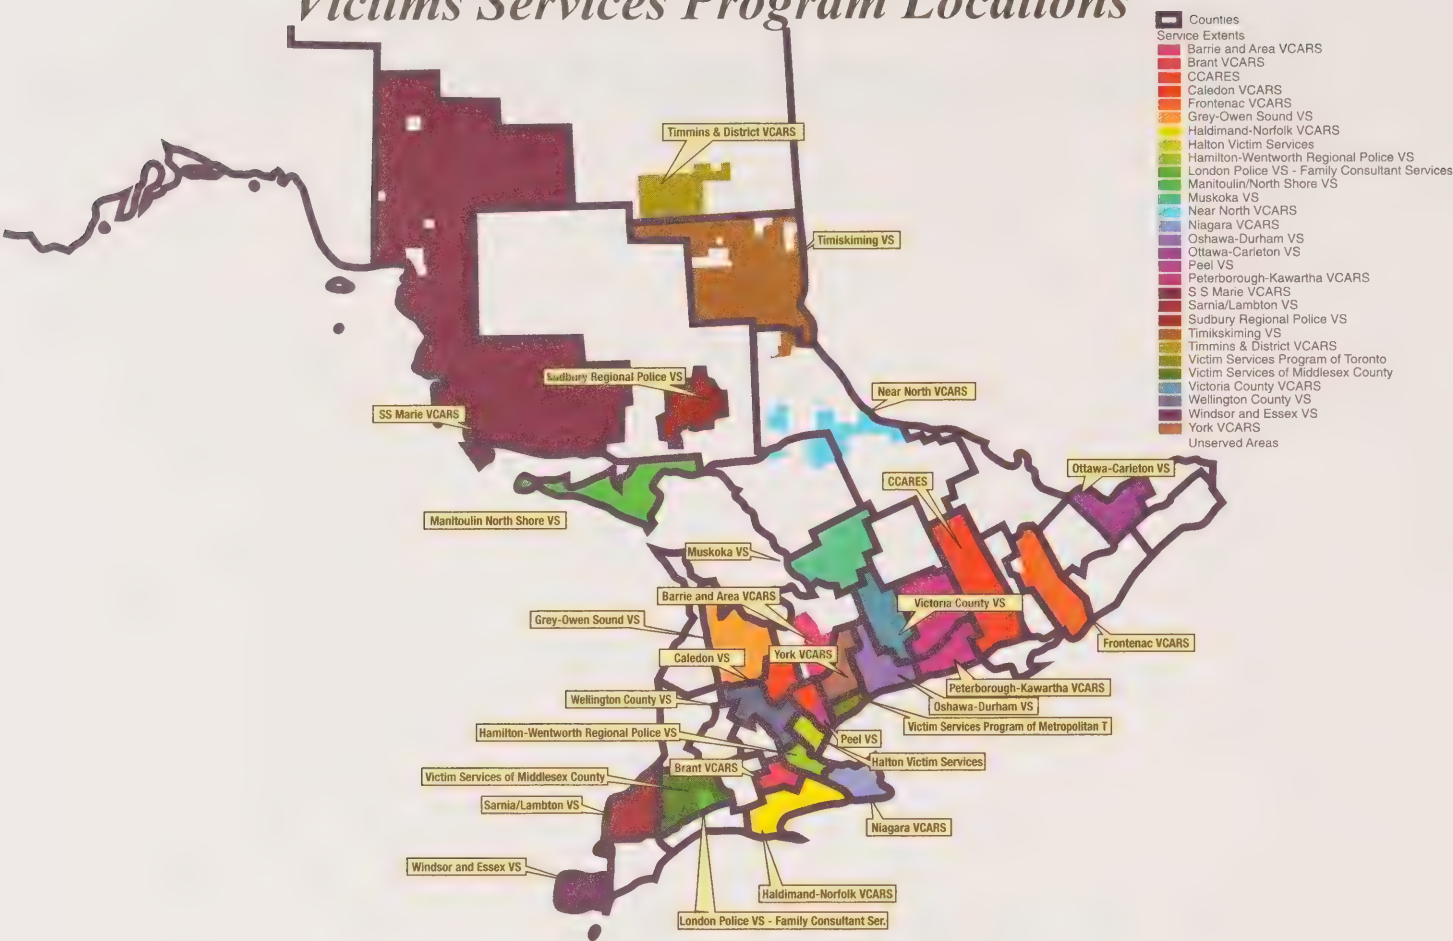 Victims Services Program Locations
Counties
Service Extents
Barrie and Area VCARS
Brant VCARS
CCARES
Caledon VCARS
Frontenac VCARS
Grey-Owen Sound VS
Haldimand-Norfolk VCARS
Halton Victim Services
Hamilton-Wentworth Regional Police VS
London Police VS - Family Consultant Services
Manitoulin/North Shore VS
Muskoka VS
Near North VCARS
Niagara VCARS
Oshawa-Durham VS
Ottawa-Carleton VS
Peel VS
Peterborough-Kawartha VCARS
S S Marie VCARS
Sarnia/Lambton VS
Sudbury Regional Police VS
Timikskiming VS
Timmins & District VCARS
Victim Services Program of Toronto
Victim Services of Middlesex County
Victoria County VCARS
Wellington County VS
Windsor and Essex VS
York VCARS
Unserved Areas
Timmins & District VCARS
Timiskiming VS
Sudbury Regional Police VS
Near North VCARS
SS Marie VCARS
Ottawa-Carleton VS
CCARES
Manitoulin North Shore VS
Muskoka VS
Barrie and Area VCARS
Victoria County VS
Grey-Owen Sound VS
Frontenac VCARS
Caledon VS
York VCARS
Peterborough-Kawartha VCARS
Wellington County VS
Oshawa-Durham VS
Victim Services Program of Metropolitan T
Hamilton-Wentworth Regional Police VS
Peel VS
Halton Victim Services
Brant VCARS
Victim Services of Middlesex County
Sarnia/Lambton VS
Niagara VCARS
Windsor and Essex VS
Haldimand-Norfolk VCARS
London Police VS - Family Consultant Ser.